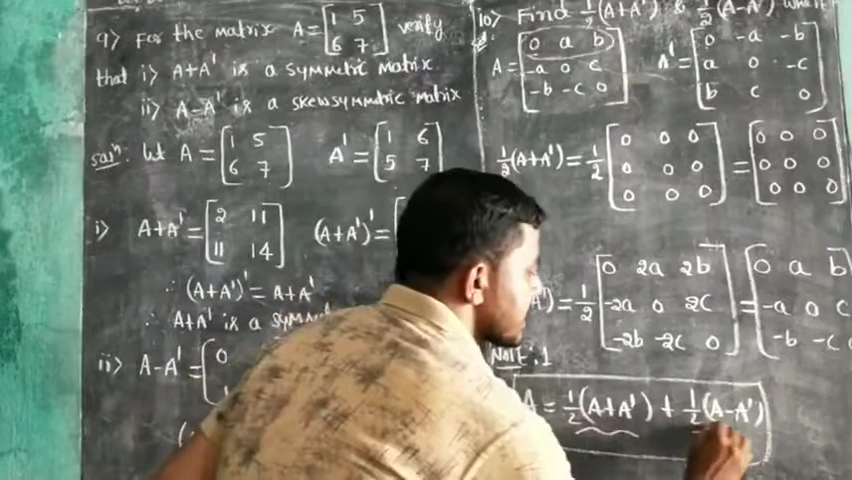 9> For the matrix A = [1 5
6 7] verify
that i> A+A' is a symmetric matrix.
ii> A-A' is a skewsymmetric matrix
Sol^n: let A = [1 5
6 7] A' = [1 6
5 7]
i> A+A' = [2 11
11 14] (A+A')' = [
∴ (A+A')' = A+A'
∴ A+A' is a symm
ii> A-A' = [0
10> Find 1/2(A+A') & 1/2(A-A') where
A = [0 a b
-a 0 c
-b -c 0] A' = [0 -a -b
a 0 -c
b c 0]
1/2(A+A') = 1/2 [0 0 0
0 0 0
0 0 0] = [0 0 0
0 0 0
0 0 0]
A') = 1/2 [0 2a 2b
-2a 0 2c
-2b -2c 0] = [0 a b
-a 0 c
-b -c
NOTE:1
A = 1/2(A+A') + 1/2(A-A')